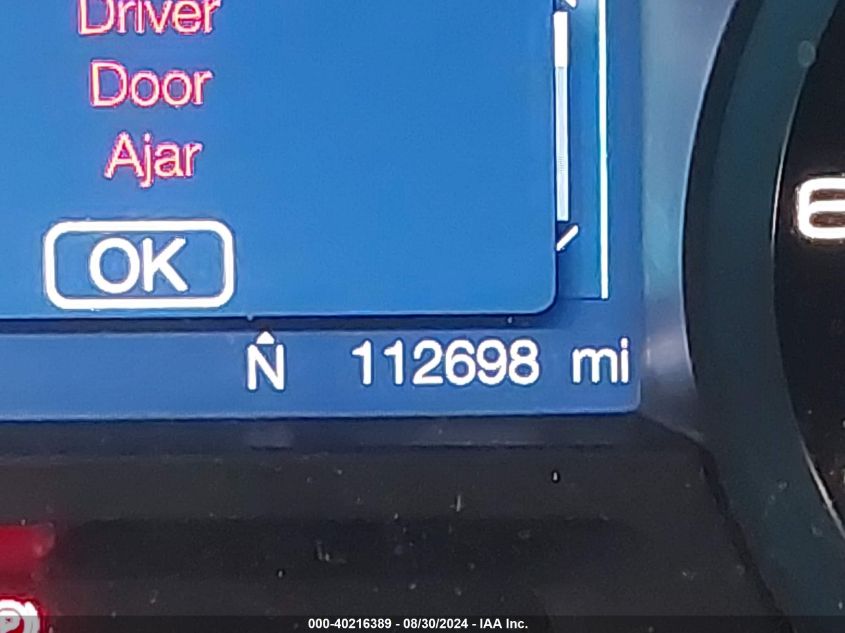 Driver
Door
Ajar
OK
N 112698 mi
E
P
000-40216389 - 08/30/2024 - IAA Inc.